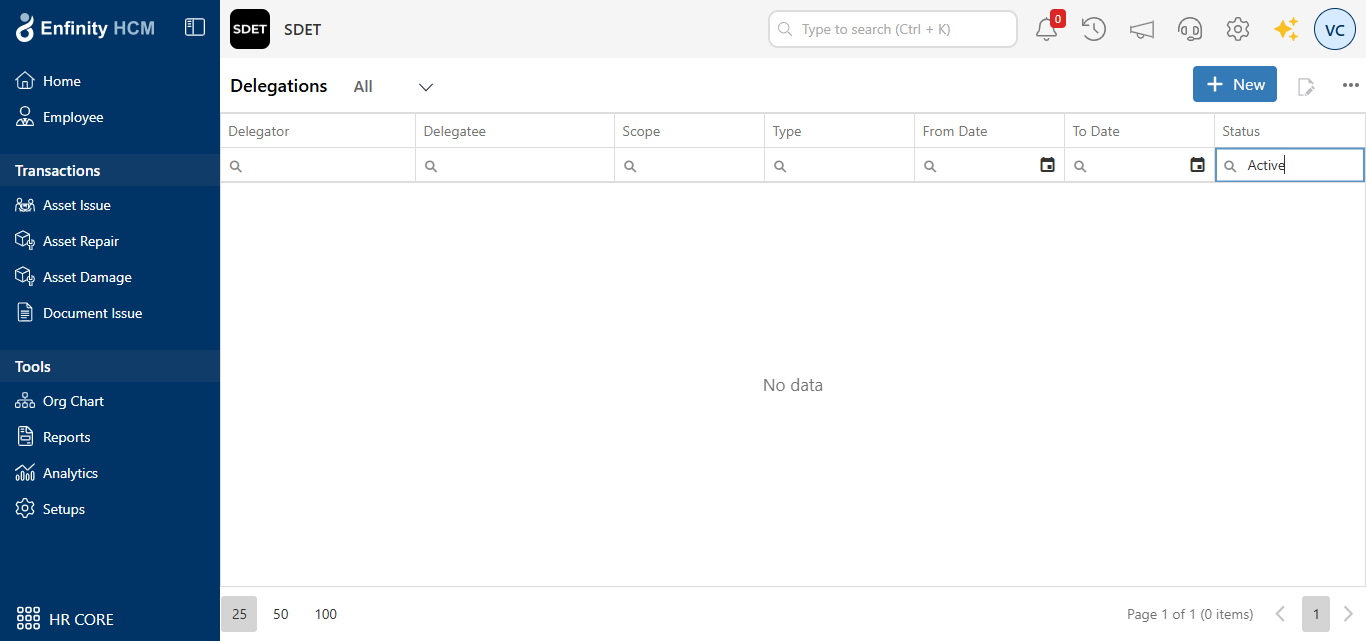 Enfinity HCM
SDET
SDET
Type to search (Ctrl + K)
0
VC
Home
Employee
Transactions
Asset Issue
Asset Repair
Asset Damage
Document Issue
Tools
Org Chart
Reports
Analytics
Setups
HR CORE
Delegations
All
New
Delegator
Delegatee
Scope
Type
From Date
To Date
Status
Active
No data
25
50
100
Page 1 of 1 (0 items)
1